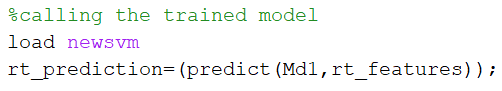 %calling the trained model
load newsvm
rt_prediction=(predict(Md1,rt_features));